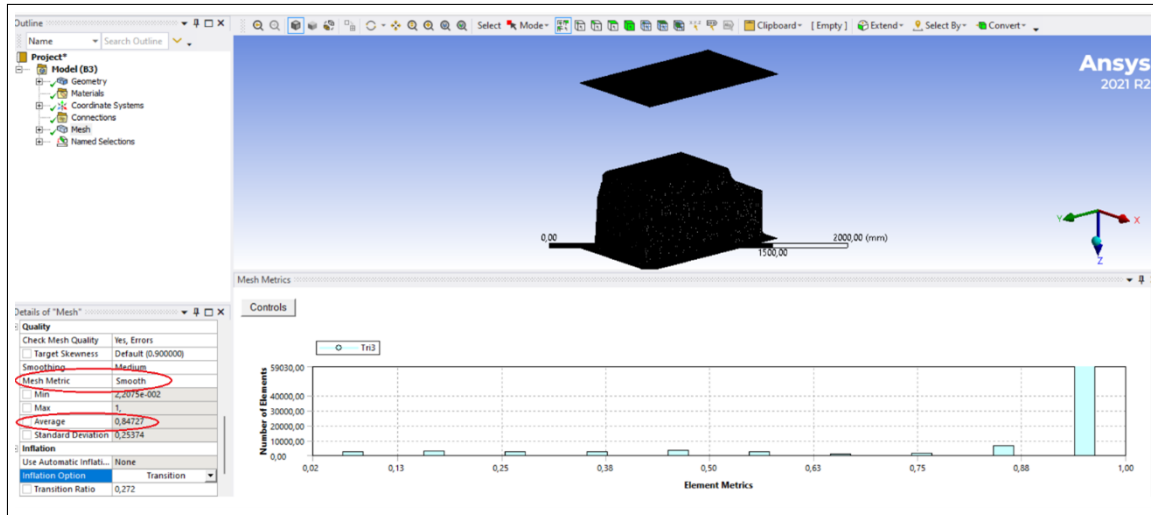 Outline
Name Search Outline
Project*
Model (B3)
Geometry
Materials
Coordinate Systems
Connections
Mesh
Named Selections
Select Mode Clipboard [ Empty ] Extend Select By Convert
Ansys
2021 R2
0,00 2000,00 (mm)
1500,00
Y X
Z
Details of "Mesh"
Quality
Check Mesh Quality Yes, Errors
Target Skewness Default (0.900000)
Smoothing Medium
Mesh Metric Smooth
Min 2,2075e-002
Max 1,
Average 0,84727
Standard Deviation 0,25374
Inflation
Use Automatic Inflati... None
Inflation Option Transition
Transition Ratio 0,272
Mesh Metrics
Controls
Tri3
Number of Elements
59030,00
40000,00
30000,00
20000,00
10000,00
0,00
0,02 0,13 0,25 0,38 0,50 0,63 0,75 0,88 1,00
Element Metrics